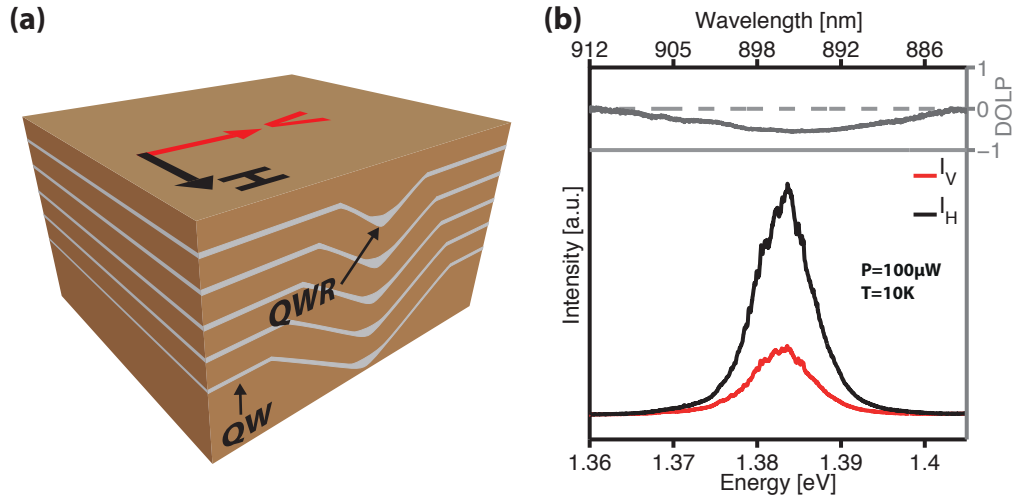 (a)
V
H
QWR
QW
(b)
Wavelength [nm]
912 905 898 892 886
1
0
−1
DOLP
I_V
I_H
P=100μW
T=10K
Intensity [a.u.]
1.36 1.37 1.38 1.39 1.4
Energy [eV]